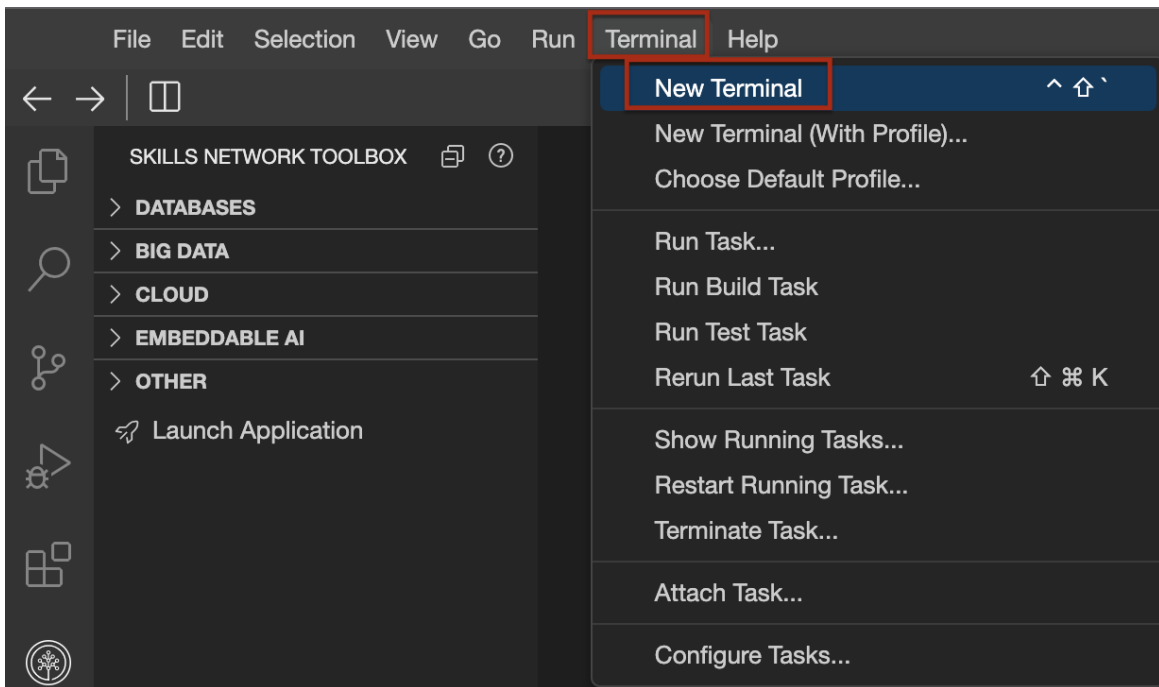 File Edit Selection View Go Run Terminal Help
SKILLS NETWORK TOOLBOX
DATABASES
BIG DATA
CLOUD
EMBEDDABLE AI
OTHER
Launch Application
New Terminal ^ ⇧ `
New Terminal (With Profile)...
Choose Default Profile...
Run Task...
Run Build Task
Run Test Task
Rerun Last Task ⇧ ⌘ K
Show Running Tasks...
Restart Running Task...
Terminate Task...
Attach Task...
Configure Tasks...